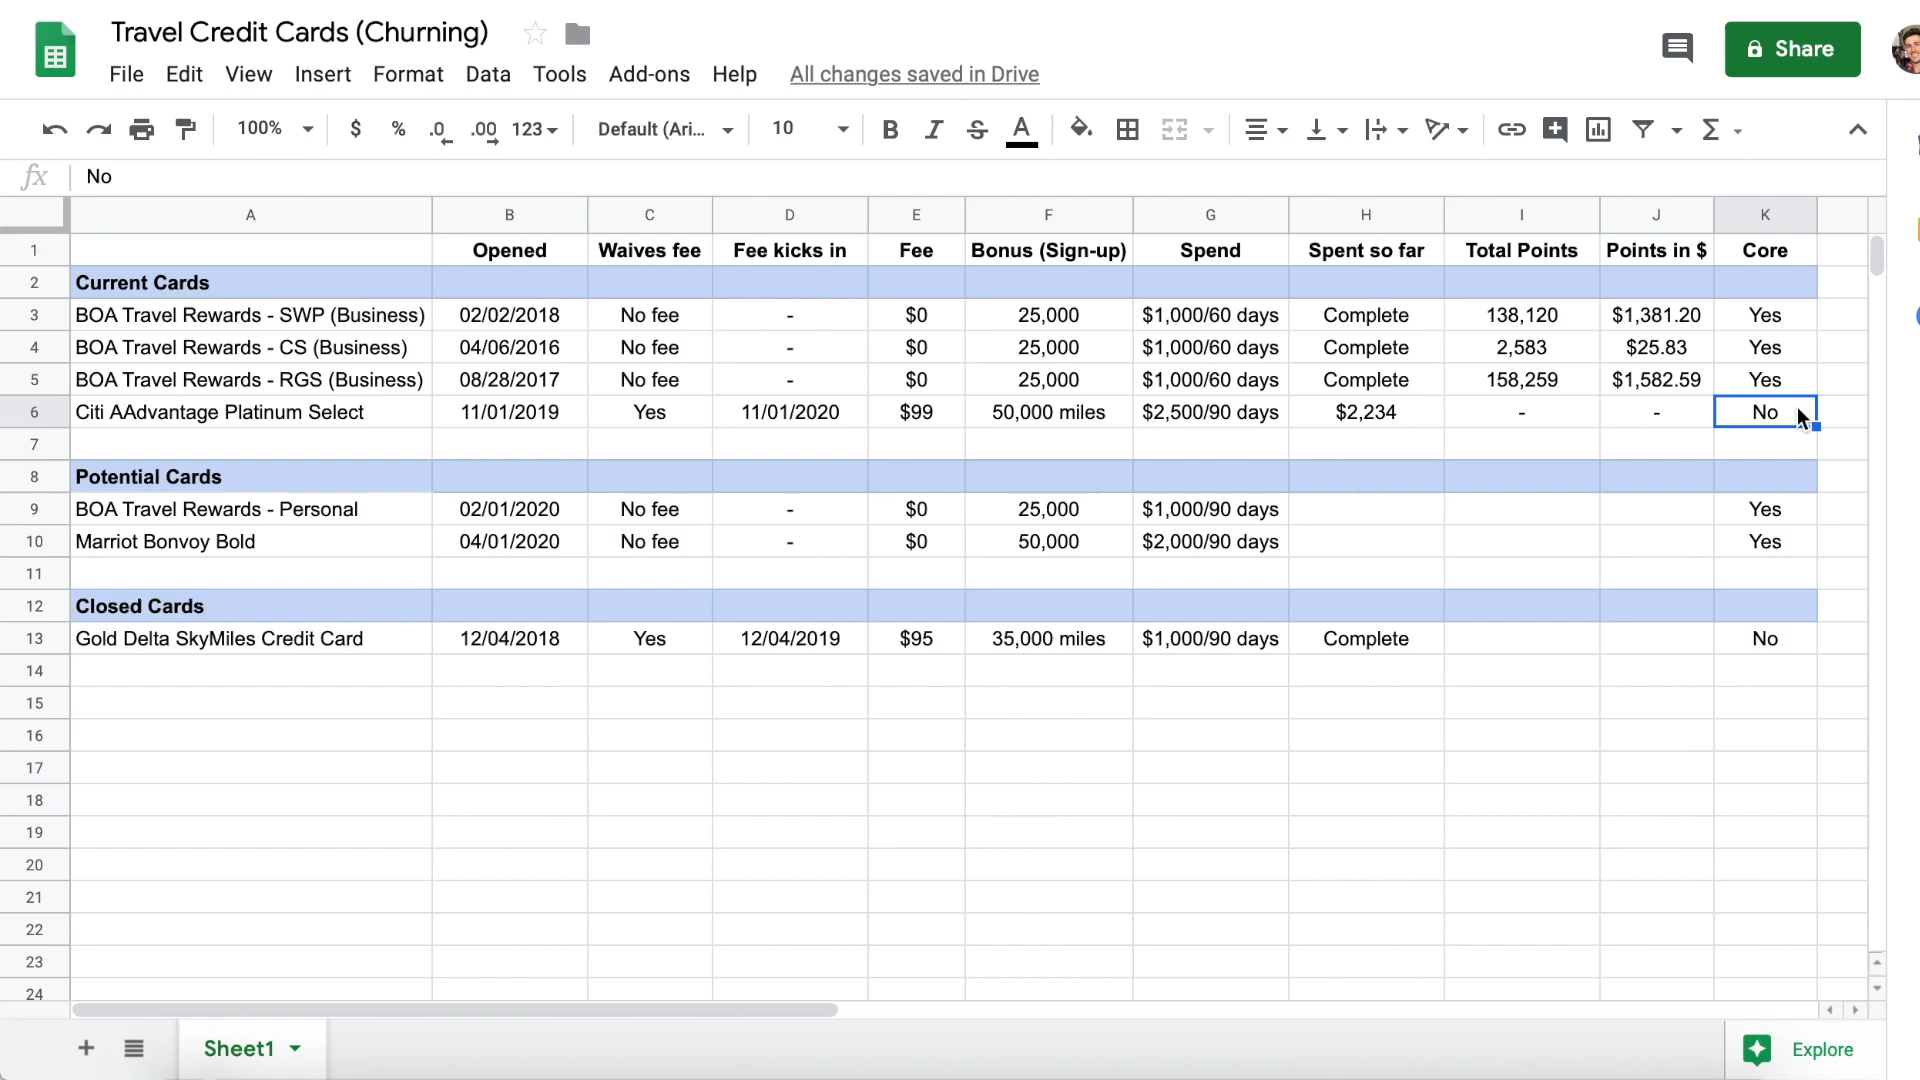 Travel Credit Cards (Churning)
File Edit View Insert Format Data Tools Add-ons Help All changes saved in Drive
Share
100% $ % .0 .00 123 Default (Ari... 10 B I S A Σ
fx No
A B C D E F G H I J K
1 Opened Waives fee Fee kicks in Fee Bonus (Sign-up) Spend Spent so far Total Points Points in $ Core
2 Current Cards
3 BOA Travel Rewards - SWP (Business) 02/02/2018 No fee - $0 25,000 $1,000/60 days Complete 138,120 $1,381.20 Yes
4 BOA Travel Rewards - CS (Business) 04/06/2016 No fee - $0 25,000 $1,000/60 days Complete 2,583 $25.83 Yes
5 BOA Travel Rewards - RGS (Business) 08/28/2017 No fee - $0 25,000 $1,000/60 days Complete 158,259 $1,582.59 Yes
6 Citi AAdvantage Platinum Select 11/01/2019 Yes 11/01/2020 $99 50,000 miles $2,500/90 days $2,234 - - No
7
8 Potential Cards
9 BOA Travel Rewards - Personal 02/01/2020 No fee - $0 25,000 $1,000/90 days Yes
10 Marriot Bonvoy Bold 04/01/2020 No fee - $0 50,000 $2,000/90 days Yes
11
12 Closed Cards
13 Gold Delta SkyMiles Credit Card 12/04/2018 Yes 12/04/2019 $95 35,000 miles $1,000/90 days Complete No
14
15
16
17
18
19
20
21
22
23
24
Sheet1 Explore